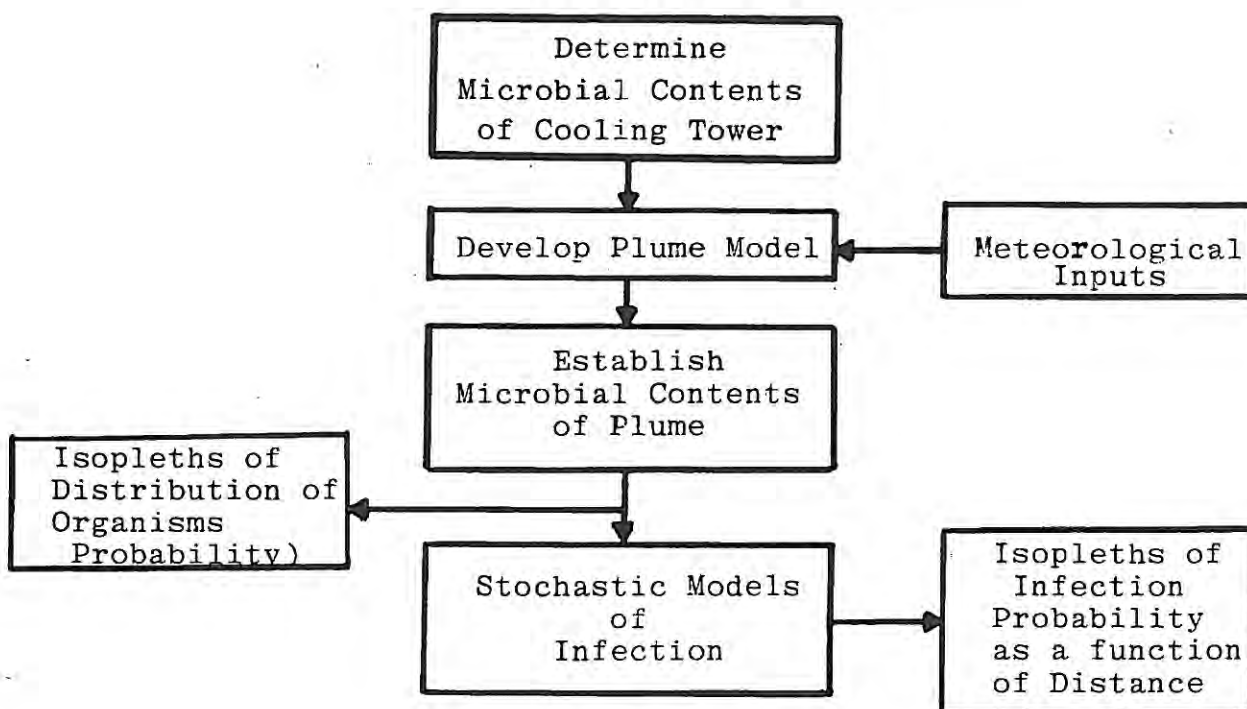 Determine
Microbial Contents
of Cooling Tower
Develop Plume Model
Meteorological
Inputs
Establish
Microbial Contents
of Plume
Isopleths of
Distribution of
Organisms
Probability)
Stochastic Models
of
Infection
Isopleths of
Infection
Probability
as a function
of Distance